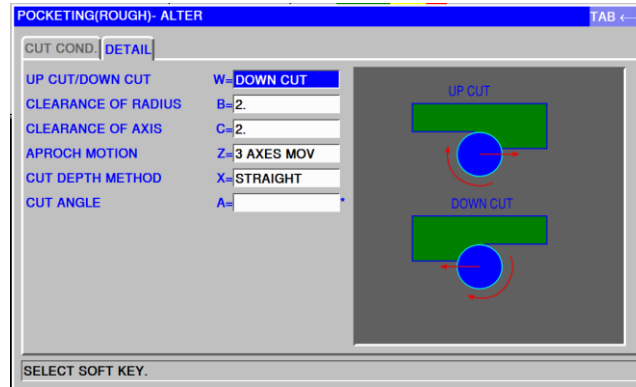 POCKETING(ROUGH)- ALTER TAB ←
CUT COND. DETAIL
UP CUT/DOWN CUT W=DOWN CUT
CLEARANCE OF RADIUS B=2.
CLEARANCE OF AXIS C=2.
APROCH MOTION Z=3 AXES MOV
CUT DEPTH METHOD X=STRAIGHT
CUT ANGLE A= *
UP CUT
DOWN CUT
SELECT SOFT KEY.